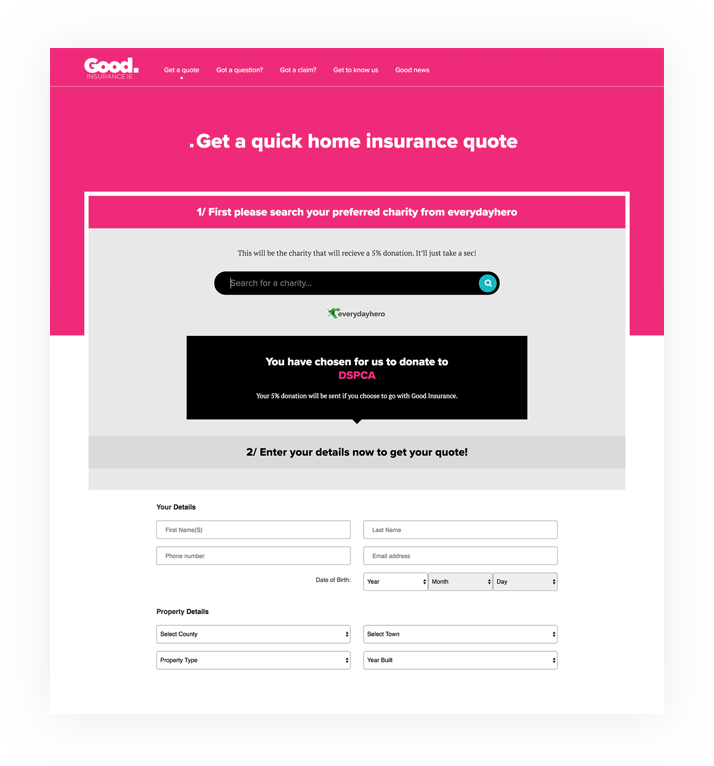 Good.
INSURANCE.IE
Get a quote Got a question? Got a claim? Get to know us Good news
.Get a quick home insurance quote
1/ First please search your preferred charity from everydayhero
This will be the charity that will recieve a 5% donation. It'll just take a sec!
Search for a charity...
everydayhero
You have chosen for us to donate to
DSPCA
Your 5% donation will be sent if you choose to go with Good Insurance.
2/ Enter your details now to get your quote!
Your Details
First Name(S) Last Name
Phone number Email address
Date of Birth: Year Month Day
Property Details
Select County Select Town
Property Type Year Built